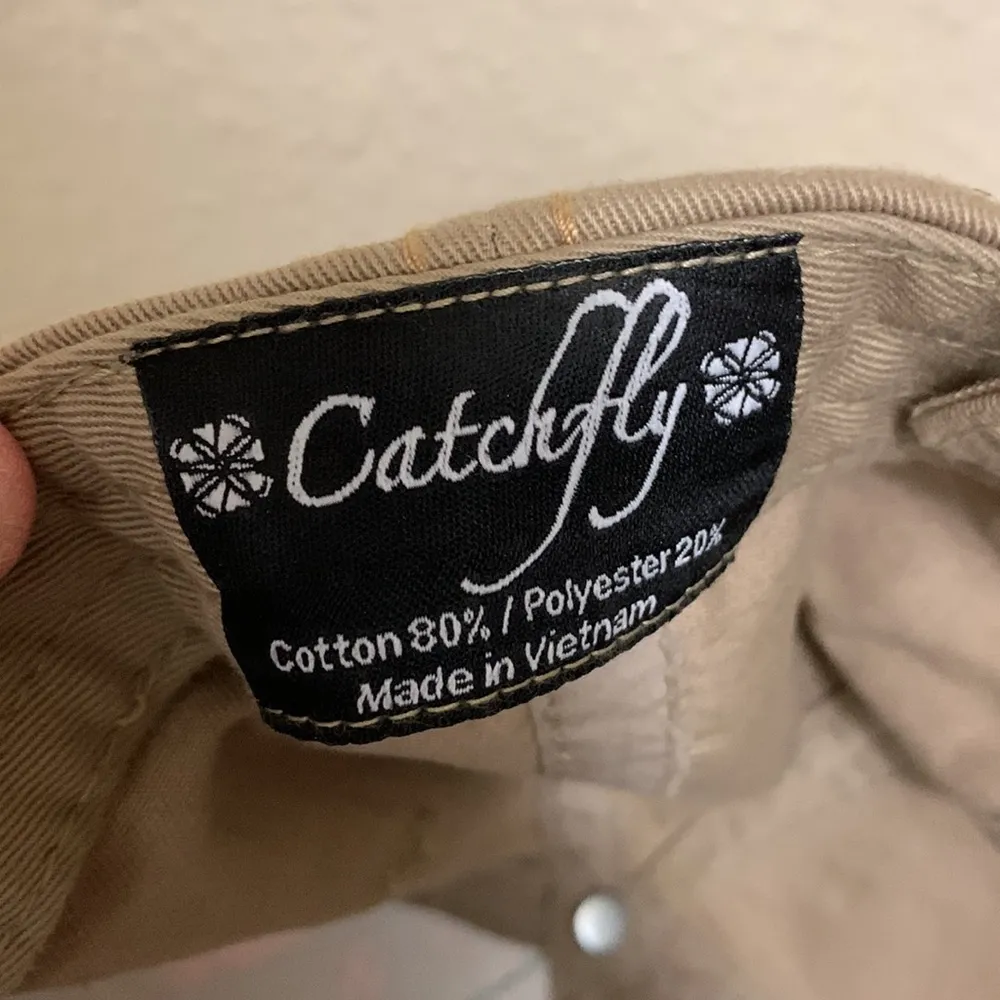 Catchfly
Cotton 80% / Polyester 20%
Made in Vietnam